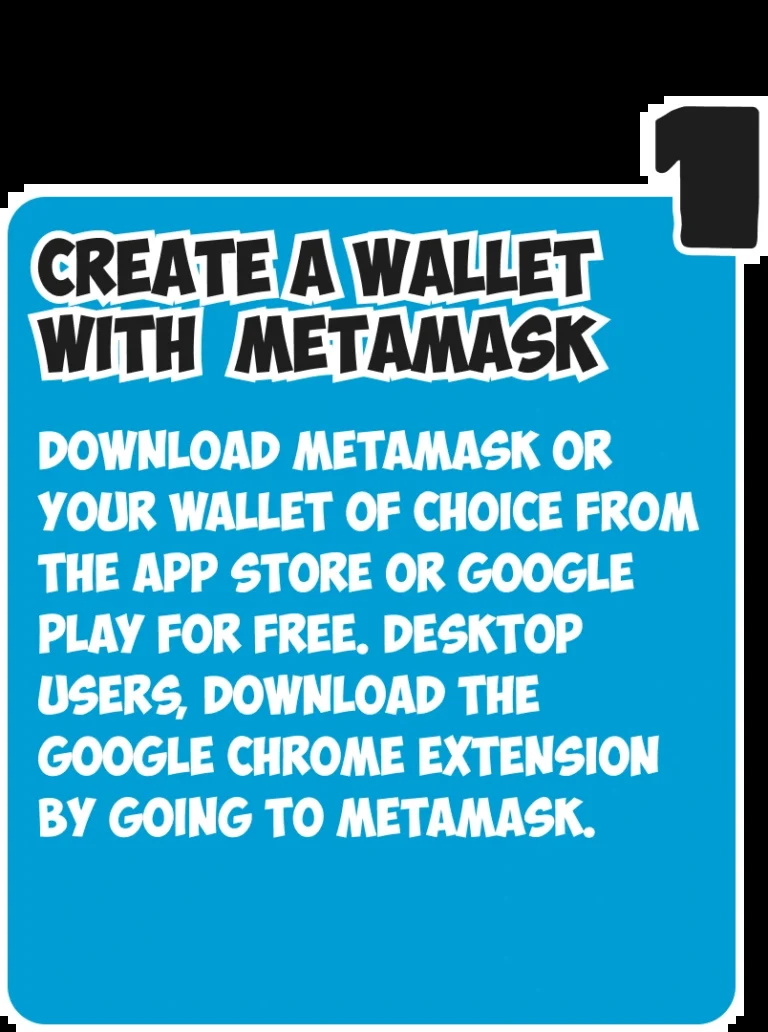 1
CREATE A WALLET
WITH METAMASK
DOWNLOAD METAMASK OR
YOUR WALLET OF CHOICE FROM
THE APP STORE OR GOOGLE
PLAY FOR FREE. DESKTOP
USERS, DOWNLOAD THE
GOOGLE CHROME EXTENSION
BY GOING TO METAMASK.